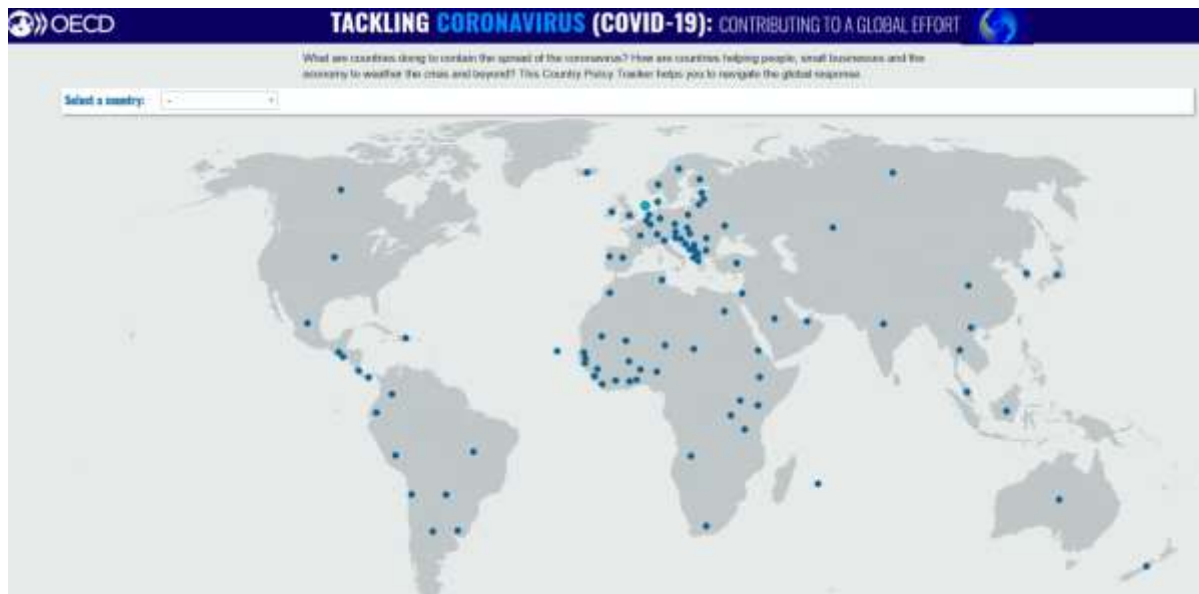 OECD
TACKLING CORONAVIRUS (COVID-19): CONTRIBUTING TO A GLOBAL EFFORT
What are countries doing to contain the spread of the coronavirus? How are countries helping people, small businesses and the
economy to weather the crisis and beyond? This Country Policy Tracker helps you to navigate the global response.
Select a country: -